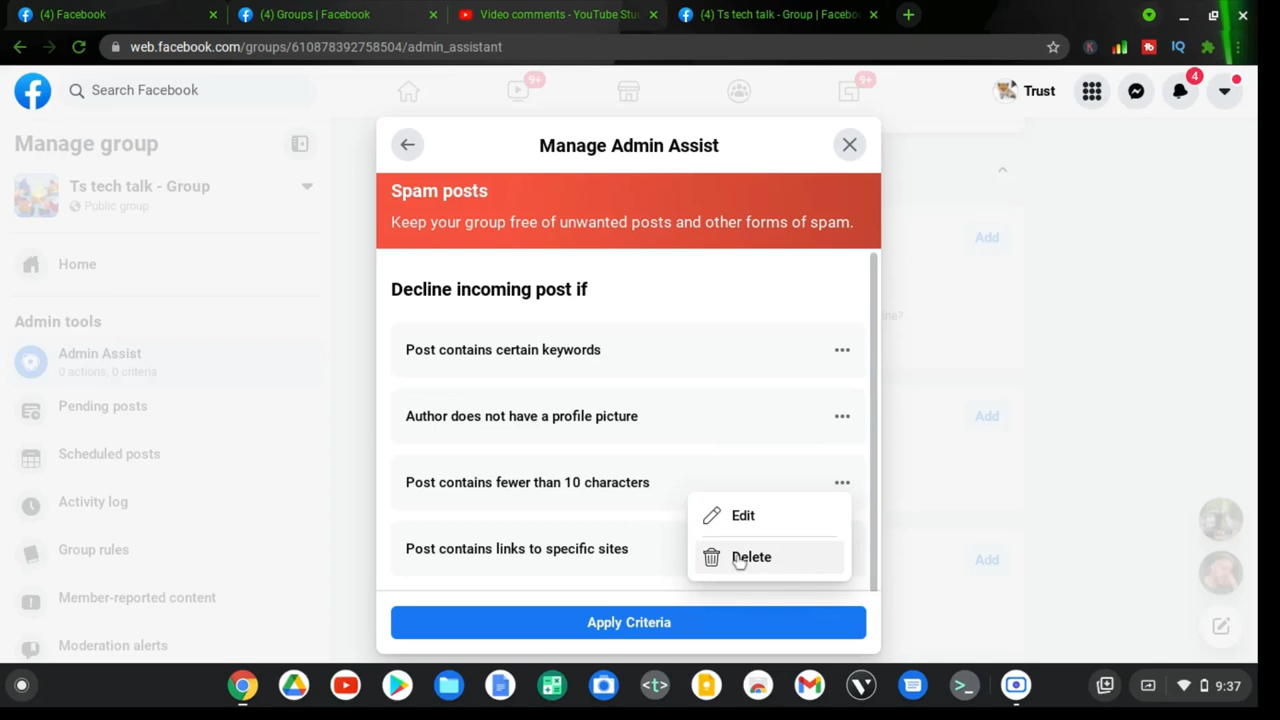 (4) Facebook
(4) Groups | Facebook
Video comments - YouTube Stu
(4) Ts tech talk - Group | Facebo
web.facebook.com/groups/610878392758504/admin_assistant
IQ
Search Facebook
9+
9+
Trust
4
Manage group
Ts tech talk - Group
Public group
Home
Admin tools
Admin Assist
0 actions, 0 criteria
Pending posts
Scheduled posts
Activity log
Group rules
Member-reported content
Moderation alerts
Manage Admin Assist
Spam posts
Keep your group free of unwanted posts and other forms of spam.
Decline incoming post if
Post contains certain keywords
Author does not have a profile picture
Post contains fewer than 10 characters
Edit
Post contains links to specific sites
Delete
Apply Criteria
Add
ine?
Add
Add
<t>
9:37